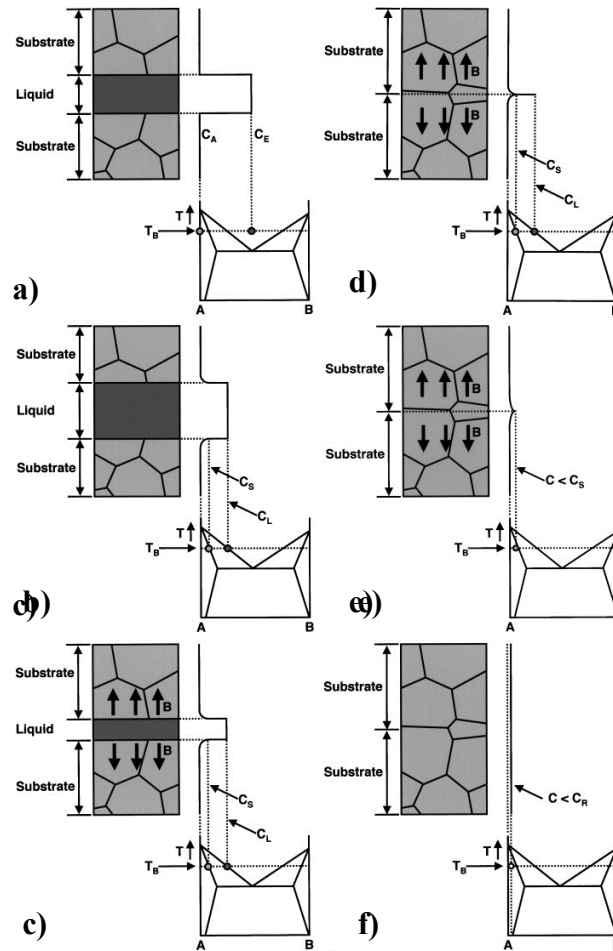 Substrate
Liquid
Substrate
C_A
C_E
T
T_B
A
B
a)
Substrate
Liquid
Substrate
C_S
C_L
T
T_B
A
B
b)
Substrate
Liquid
Substrate
B
B
C_S
C_L
T
T_B
A
B
c)
Substrate
Substrate
B
B
C_S
C_L
T
T_B
A
d)
Substrate
Substrate
B
B
C < C_S
T
T_B
A
e)
Substrate
Substrate
C < C_R
T
T_B
A
f)